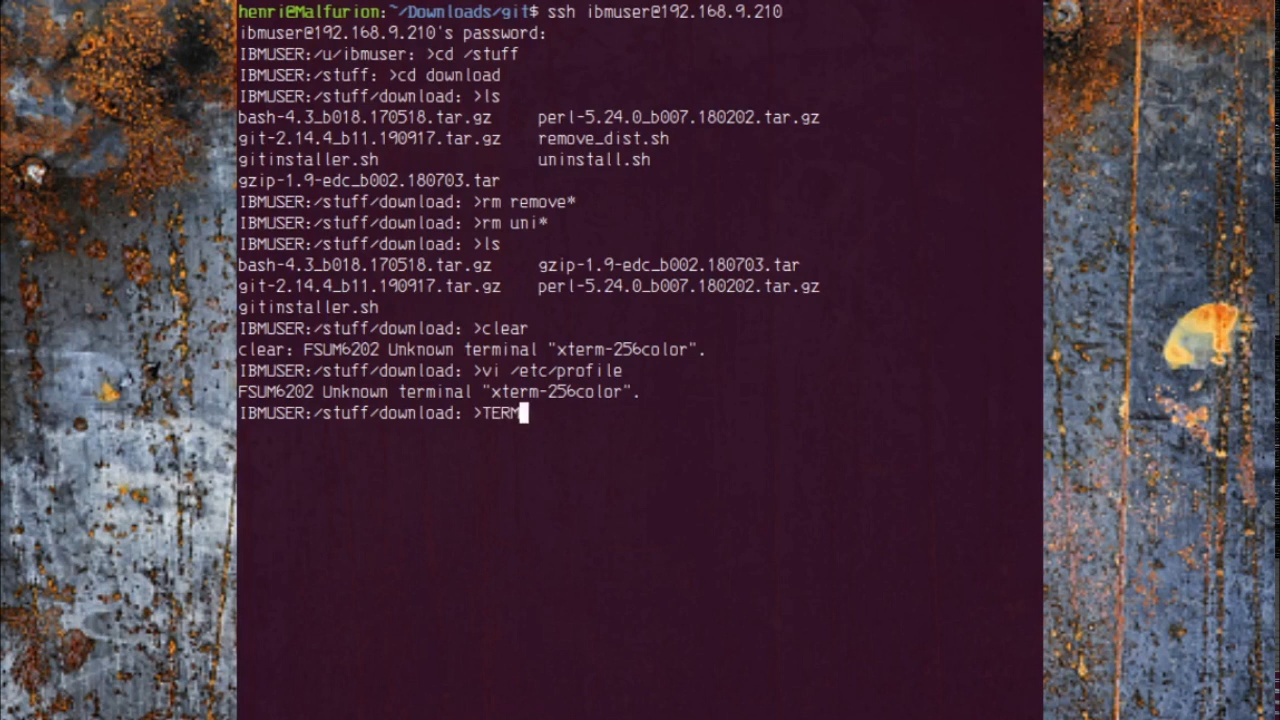 henri@Malfurion:~/Downloads/git$ ssh ibmuser@192.168.9.210
ibmuser@192.168.9.210's password:
IBMUSER:/u/ibmuser: >cd /stuff
IBMUSER:/stuff: >cd download
IBMUSER:/stuff/download: >ls
bash-4.3_b018.170518.tar.gz perl-5.24.0_b007.180202.tar.gz
git-2.14.4_b11.190917.tar.gz remove_dist.sh
gitinstaller.sh uninstall.sh
gzip-1.9-edc_b002.180703.tar
IBMUSER:/stuff/download: >rm remove*
IBMUSER:/stuff/download: >rm uni*
IBMUSER:/stuff/download: >ls
bash-4.3_b018.170518.tar.gz gzip-1.9-edc_b002.180703.tar
git-2.14.4_b11.190917.tar.gz perl-5.24.0_b007.180202.tar.gz
gitinstaller.sh
IBMUSER:/stuff/download: >clear
clear: FSUM6202 Unknown terminal "xterm-256color".
IBMUSER:/stuff/download: >vi /etc/profile
FSUM6202 Unknown terminal "xterm-256color".
IBMUSER:/stuff/download: >TERM